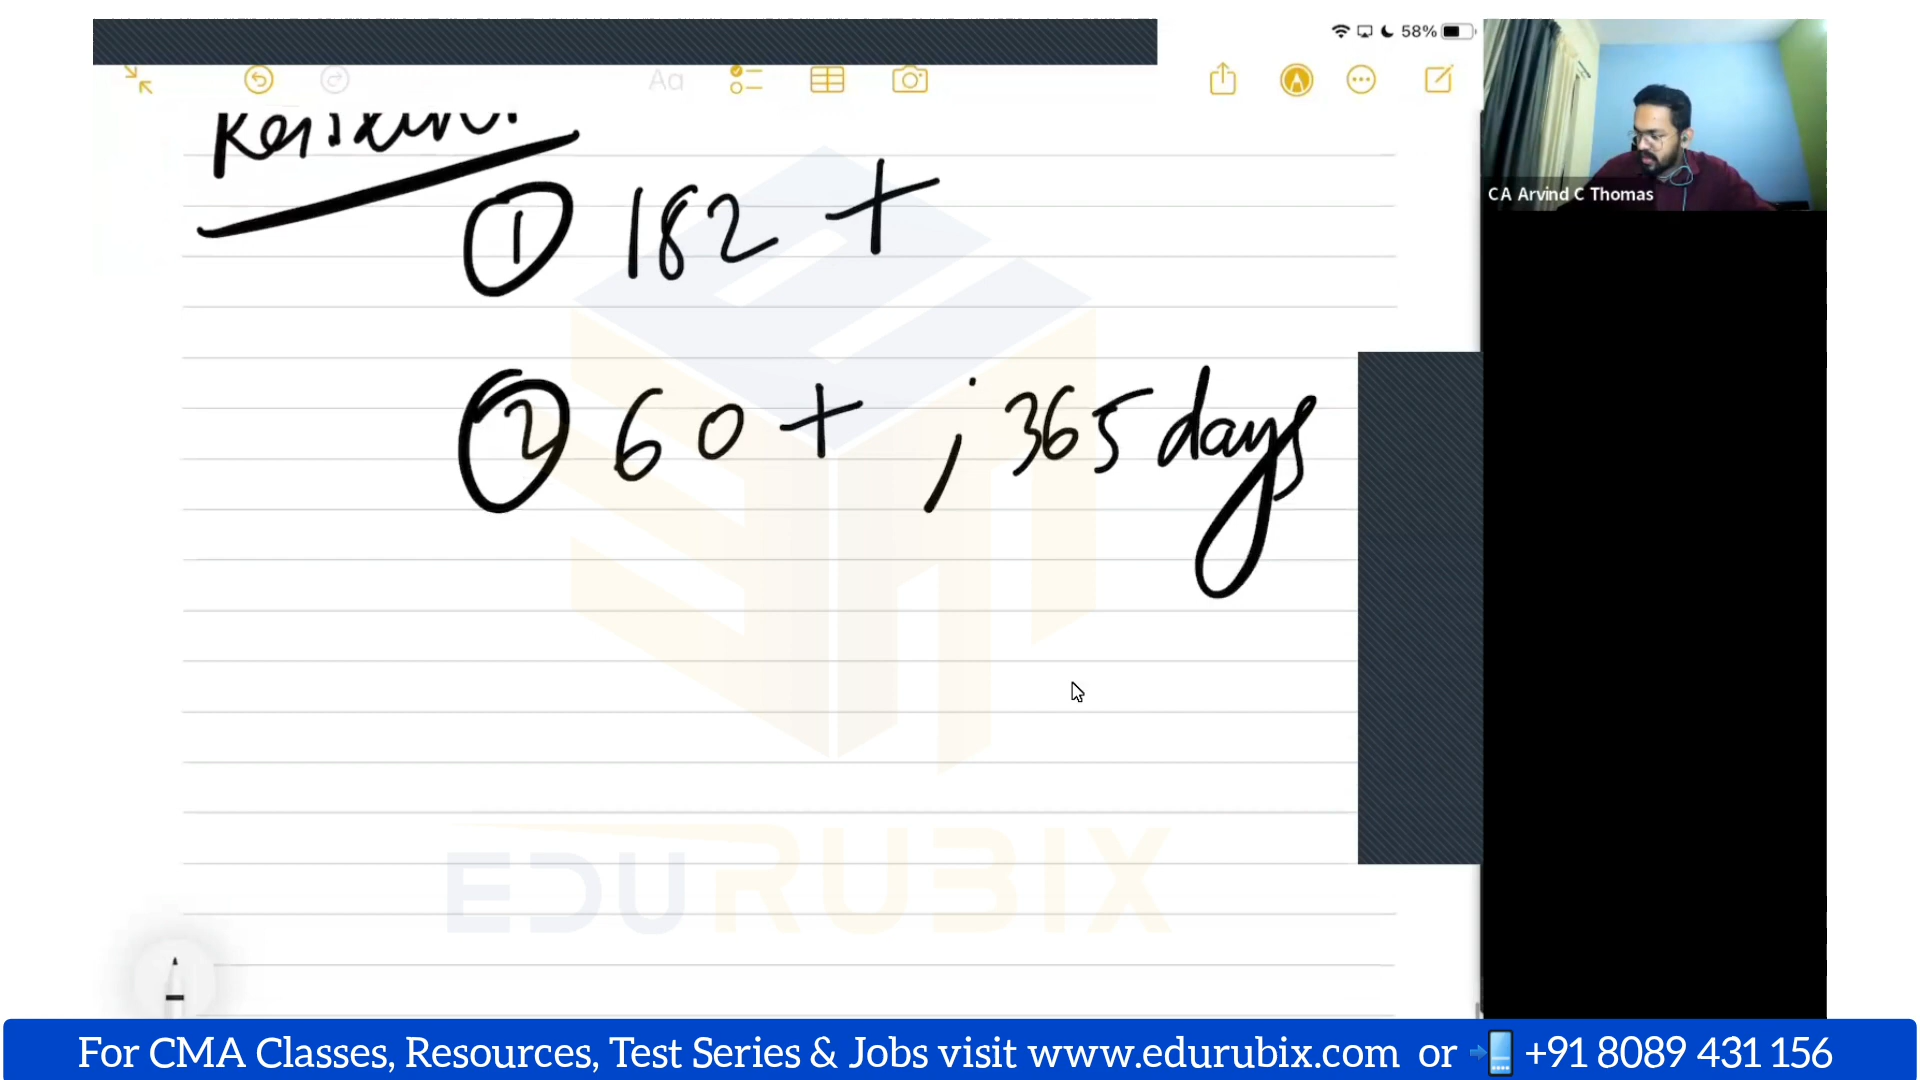 58%
Aa
CA Arvind C Thomas
① 182 +
② 60 + ; 365 days
EDURUBIX
For CMA Classes, Resources, Test Series & Jobs visit www.edurubix.com or +91 8089 431 156